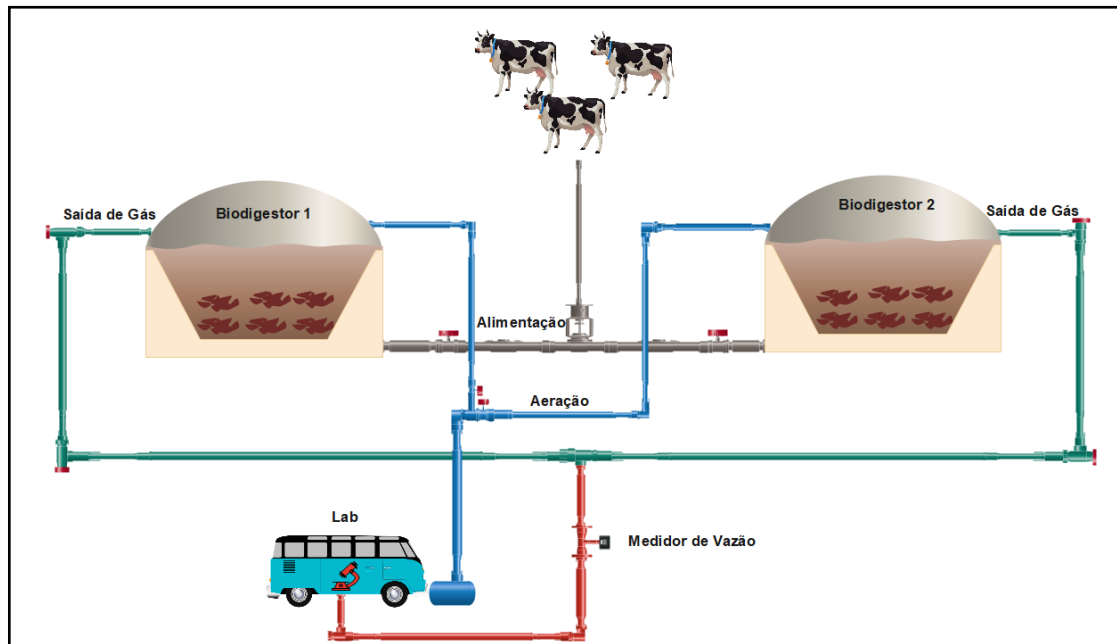 Saída de Gás
Biodigestor 1
Biodigestor 2
Saída de Gás
Alimentação
Aeração
Lab
Medidor de Vazão